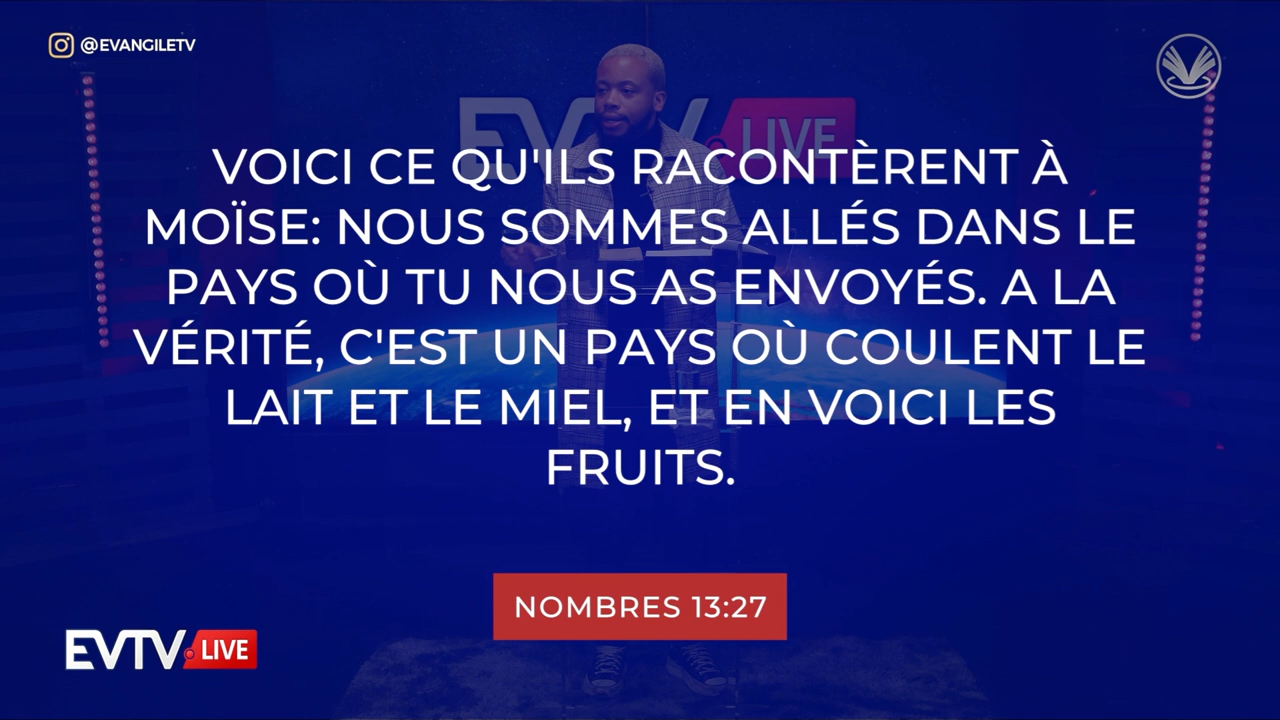 @EVANGILETV
EVTV LIVE
VOICI CE QU'ILS RACONTÈRENT À
MOÏSE: NOUS SOMMES ALLÉS DANS LE
PAYS OÙ TU NOUS AS ENVOYÉS. A LA
VÉRITÉ, C'EST UN PAYS OÙ COULENT LE
LAIT ET LE MIEL, ET EN VOICI LES
FRUITS.
NOMBRES 13:27
EVTV LIVE